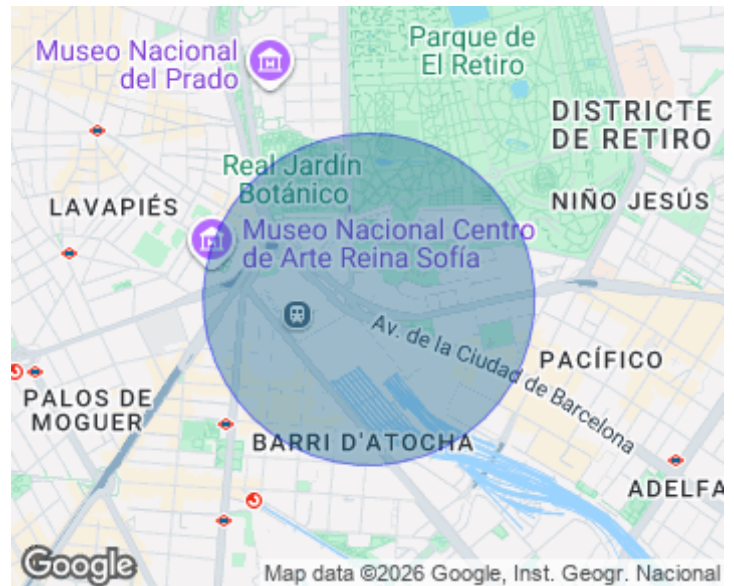 Museo Nacional
del Prado
Parque de
El Retiro
DISTRICTE
DE RETIRO
Real Jardín
Botánico
LAVAPIÉS
NIÑO JESÚS
Museo Nacional Centro
de Arte Reina Sofía
Av. de la Ciudad de Barcelona
PACÍFICO
PALOS DE
MOGUER
BARRI D'ATOCHA
ADELFA
Google
Map data ©2026 Google, Inst. Geogr. Nacional